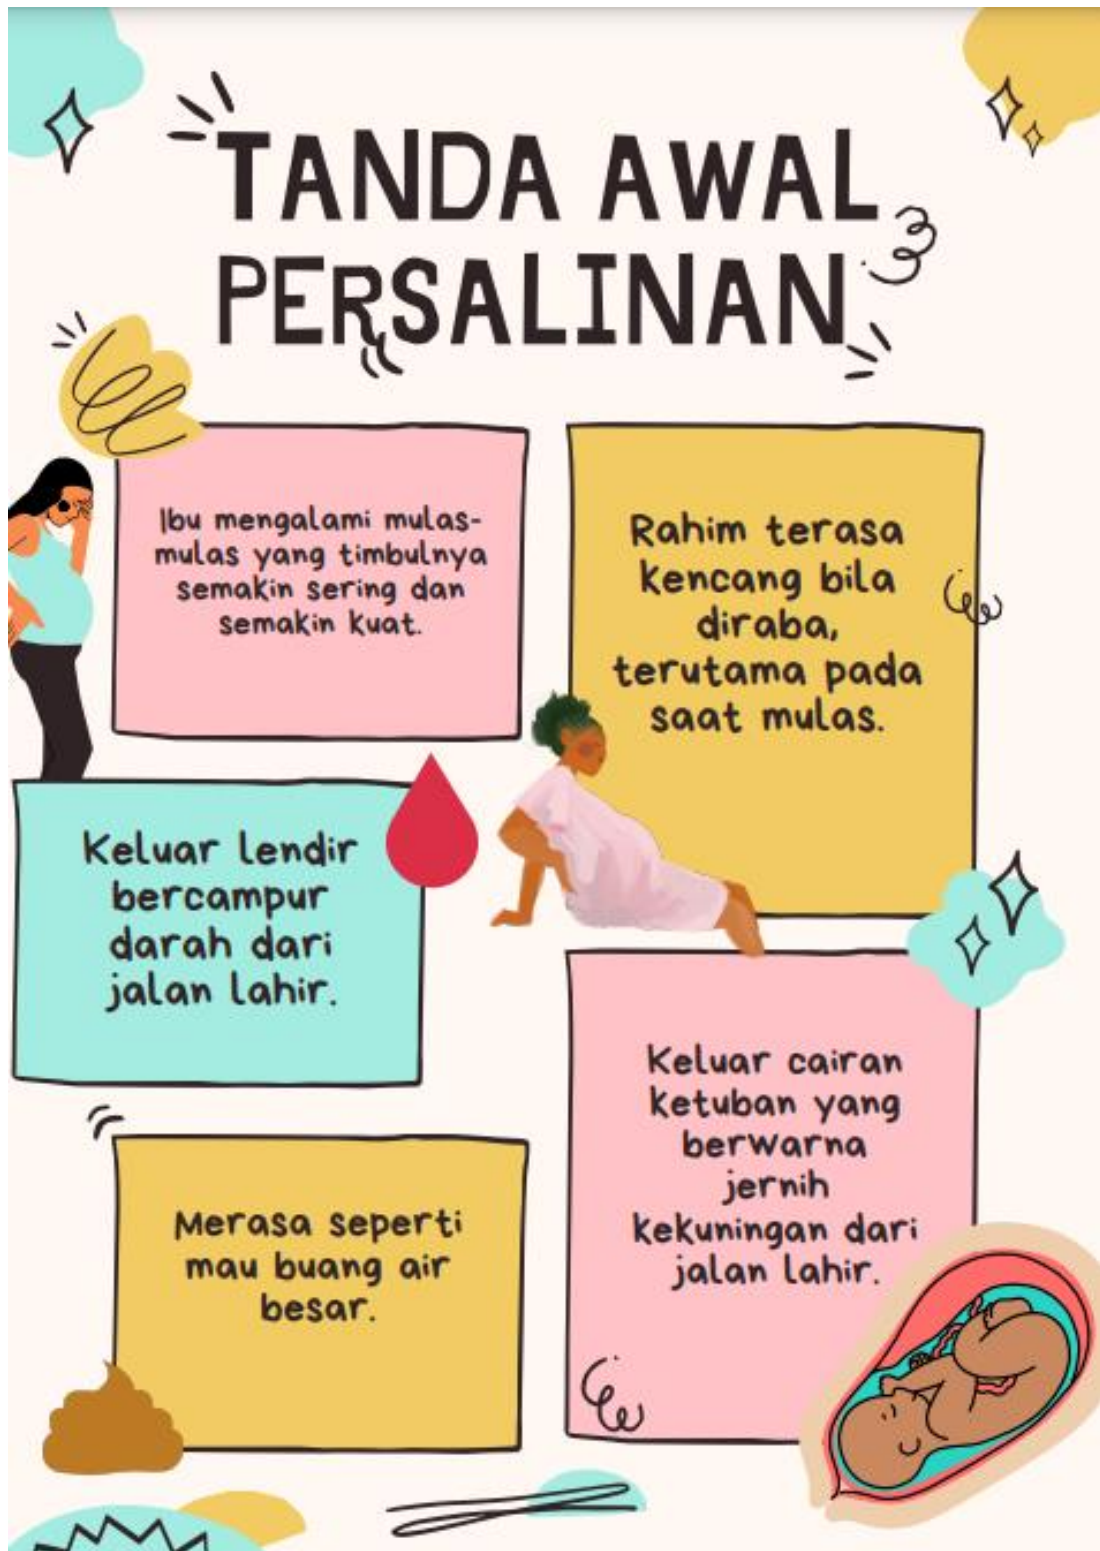 TANDA AWAL
PERSALINAN
Ibu mengalami mulas-
mulas yang timbulnya
semakin sering dan
semakin kuat.
Rahim terasa
kencang bila
diraba,
terutama pada
saat mulas.
Keluar lendir
bercampur
darah dari
jalan lahir.
Keluar cairan
ketuban yang
berwarna
jernih
kekuningan dari
jalan lahir.
Merasa seperti
mau buang air
besar.